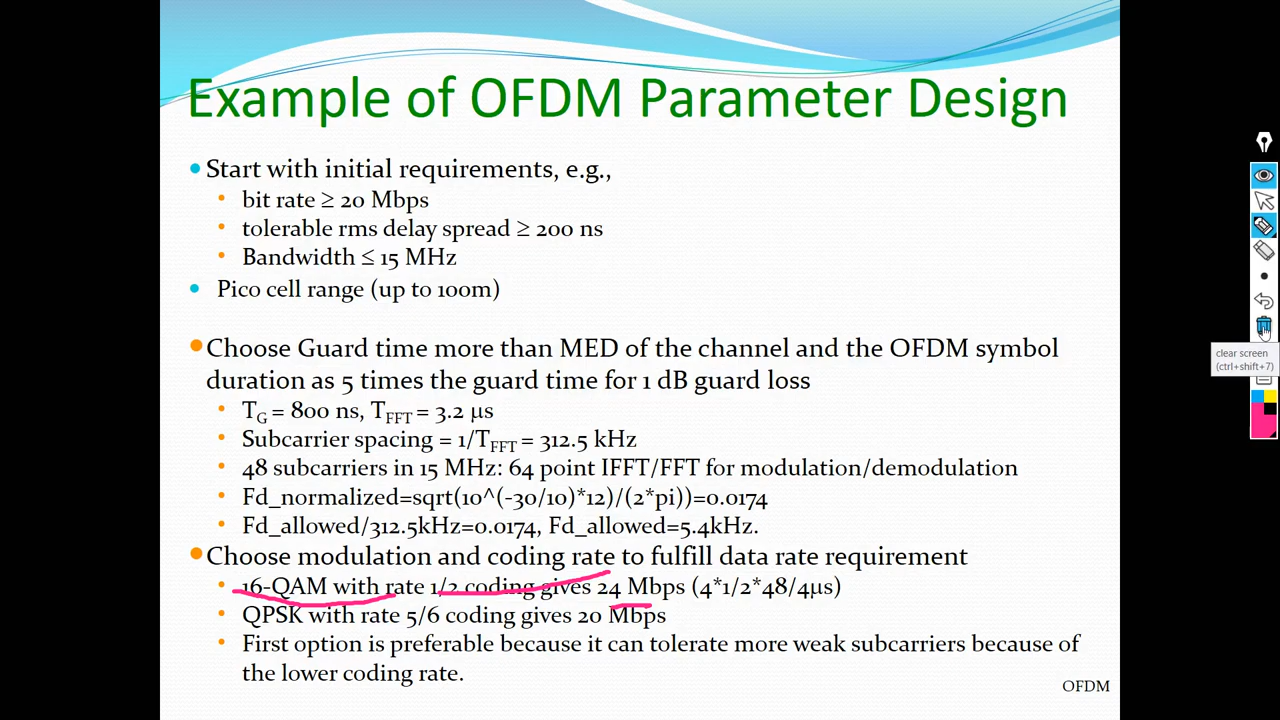 Example of OFDM Parameter Design
Start with initial requirements, e.g.,
bit rate ≥ 20 Mbps
tolerable rms delay spread ≥ 200 ns
Bandwidth ≤ 15 MHz
Pico cell range (up to 100m)
Choose Guard time more than MED of the channel and the OFDM symbol
duration as 5 times the guard time for 1 dB guard loss
T_G = 800 ns, T_FFT = 3.2 µs
Subcarrier spacing = 1/T_FFT = 312.5 kHz
48 subcarriers in 15 MHz: 64 point IFFT/FFT for modulation/demodulation
Fd_normalized=sqrt(10^(-30/10)*12)/(2*pi))=0.0174
Fd_allowed/312.5kHz=0.0174, Fd_allowed=5.4kHz.
Choose modulation and coding rate to fulfill data rate requirement
16-QAM with rate 1/2 coding gives 24 Mbps (4*1/2*48/4µs)
QPSK with rate 5/6 coding gives 20 Mbps
First option is preferable because it can tolerate more weak subcarriers because of
the lower coding rate.
OFDM
clear screen
(ctrl+shift+7)